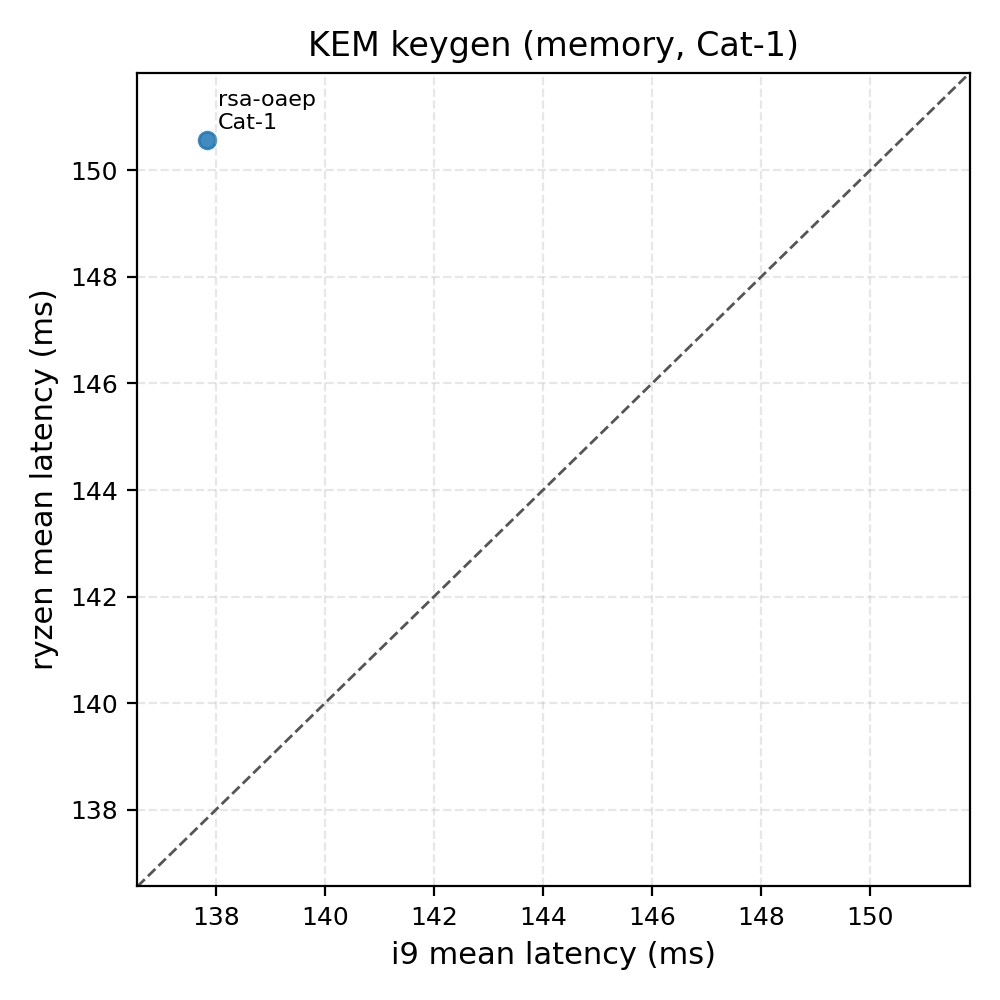 KEM keygen (memory, Cat-1)
rsa-oaep
Cat-1
ryzen mean latency (ms)
150
148
146
144
142
140
138
138
140
142
144
146
148
150
i9 mean latency (ms)